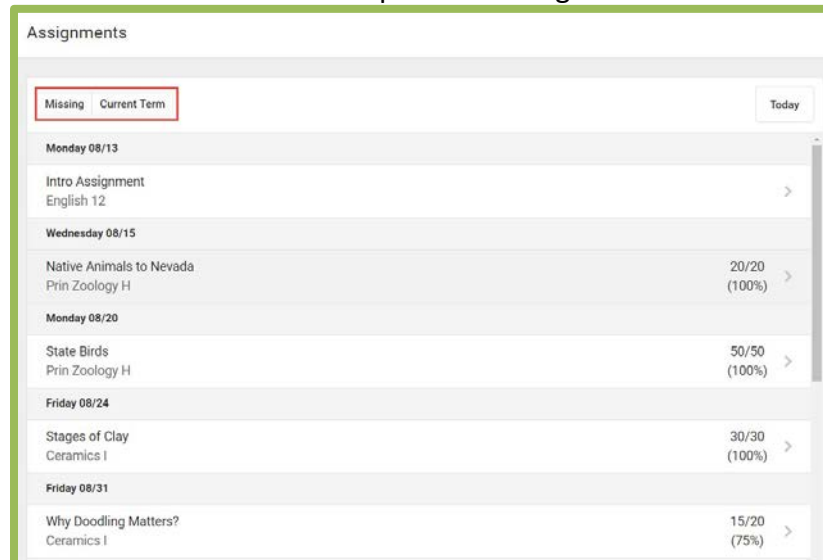 Assignments
Missing Current Term Today
Monday 08/13
Intro Assignment
English 12
Wednesday 08/15
Native Animals to Nevada 20/20
Prin Zoology H (100%)
Monday 08/20
State Birds 50/50
Prin Zoology H (100%)
Friday 08/24
Stages of Clay 30/30
Ceramics I (100%)
Friday 08/31
Why Doodling Matters? 15/20
Ceramics I (75%)